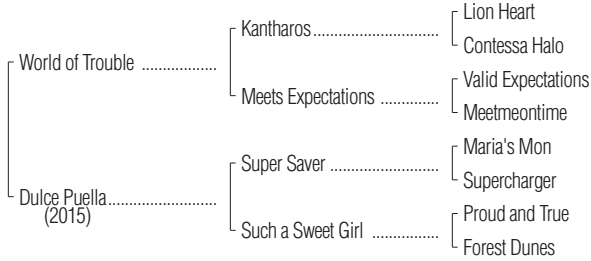 Lion Heart
Kantharos
Contessa Halo
World of Trouble
Valid Expectations
Meets Expectations
Meetmeontime
Maria's Mon
Super Saver
Supercharger
Dulce Puella
(2015)
Proud and True
Such a Sweet Girl
Forest Dunes